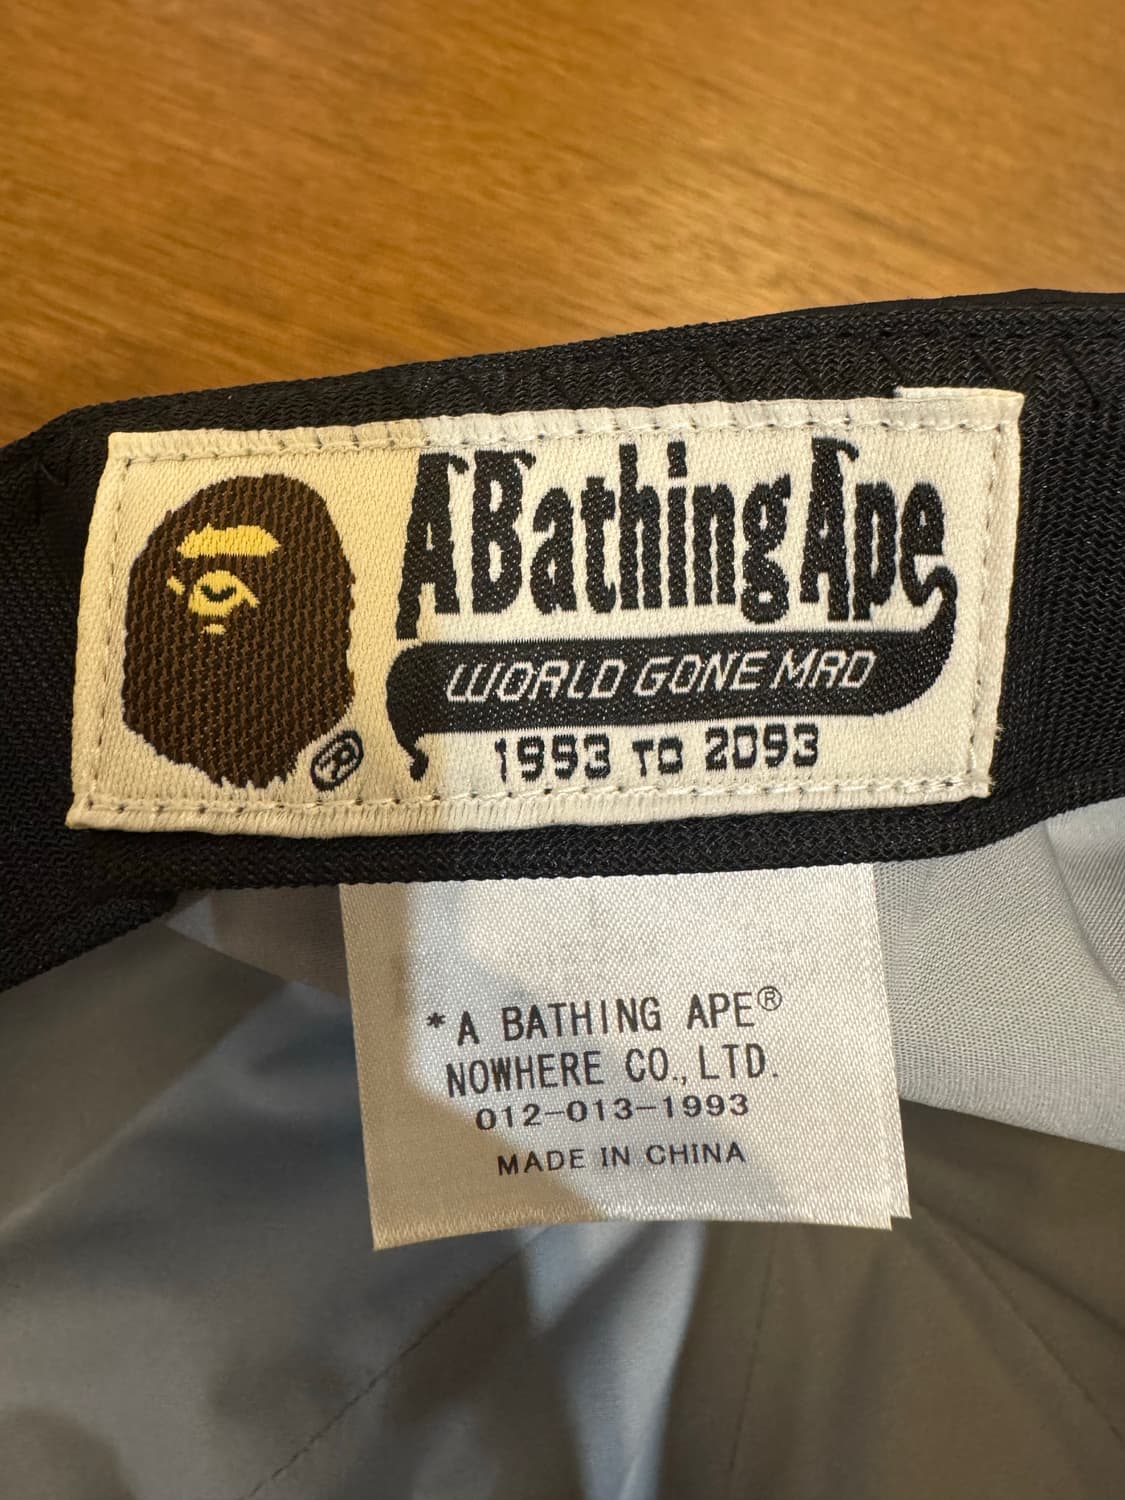 A Bathing Ape
WORLD GONE MAD
1993 TO 2093
®
*A BATHING APE®
NOWHERE CO.,LTD.
012-013-1993
MADE IN CHINA